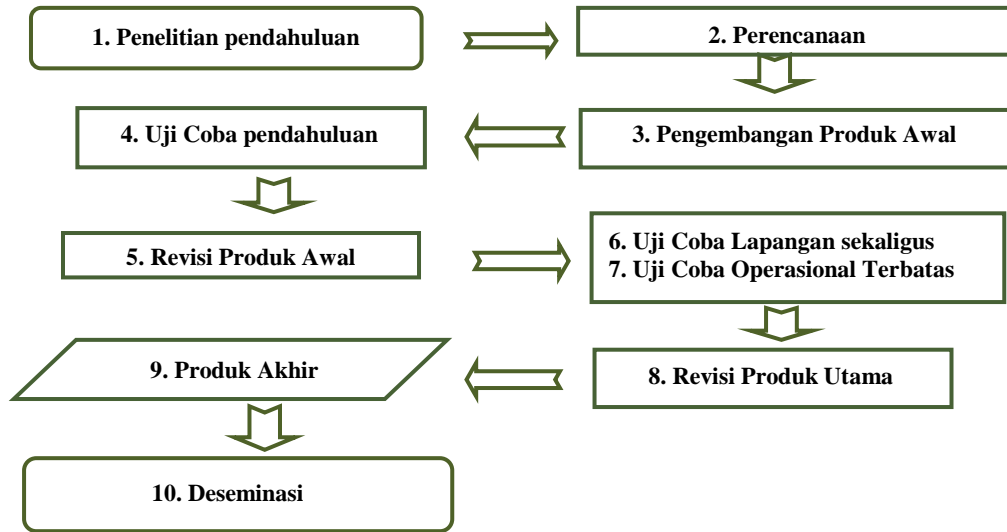 1. Penelitian pendahuluan
2. Perencanaan
3. Pengembangan Produk Awal
4. Uji Coba pendahuluan
5. Revisi Produk Awal
6. Uji Coba Lapangan sekaligus
7. Uji Coba Operasional Terbatas
8. Revisi Produk Utama
9. Produk Akhir
10. Deseminasi